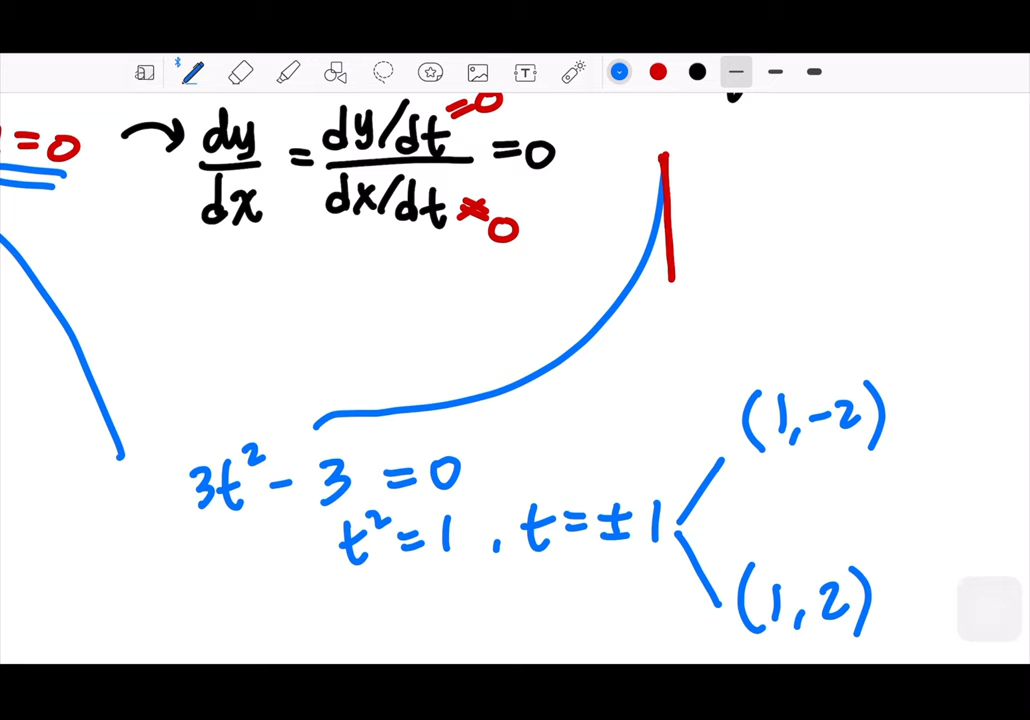 = 0
dy/dx = (dy/dt = 0)/(dx/dt ≠ 0) = 0
3t² - 3 = 0
t² = 1 , t = ± 1
(1, -2)
(1, 2)